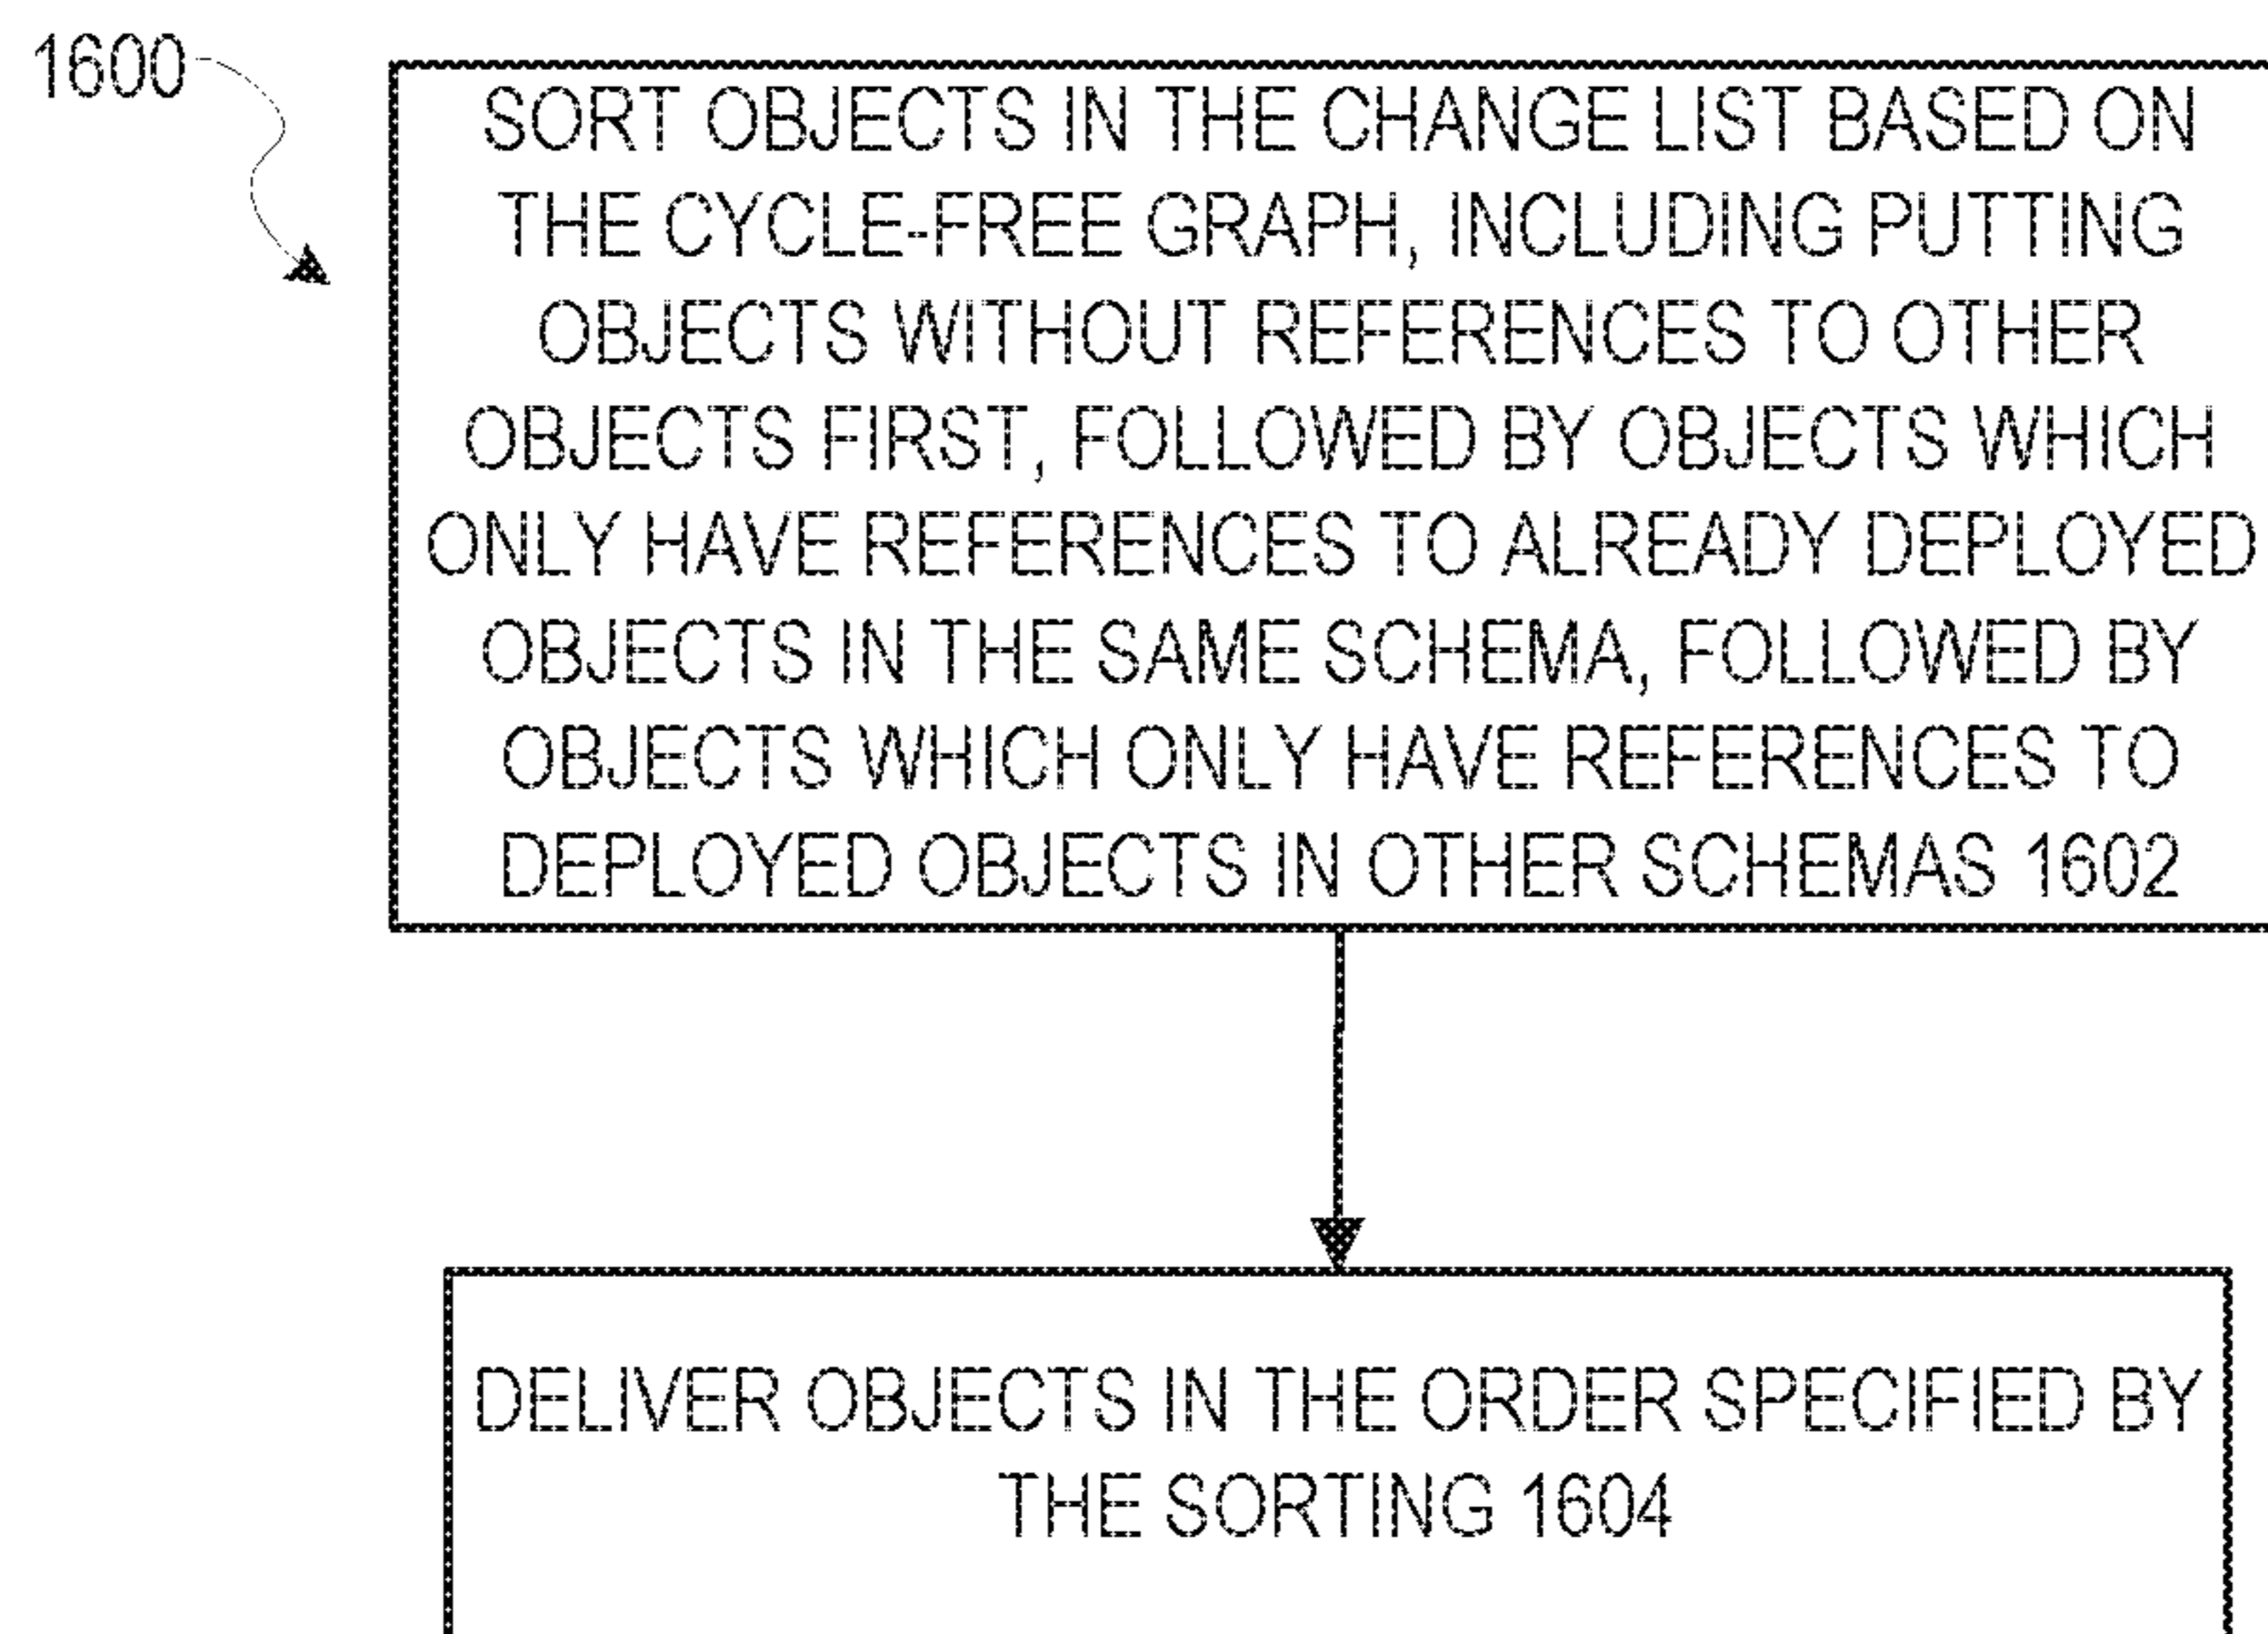 1600
SORT OBJECTS IN THE CHANGE LIST BASED ON
THE CYCLE-FREE GRAPH, INCLUDING PUTTING
OBJECTS WITHOUT REFERENCES TO OTHER
OBJECTS FIRST, FOLLOWED BY OBJECTS WHICH
ONLY HAVE REFERENCES TO ALREADY DEPLOYED
OBJECTS IN THE SAME SCHEMA, FOLLOWED BY
OBJECTS WHICH ONLY HAVE REFERENCES TO
DEPLOYED OBJECTS IN OTHER SCHEMAS 1602
DELIVER OBJECTS IN THE ORDER SPECIFIED BY
THE SORTING 1604